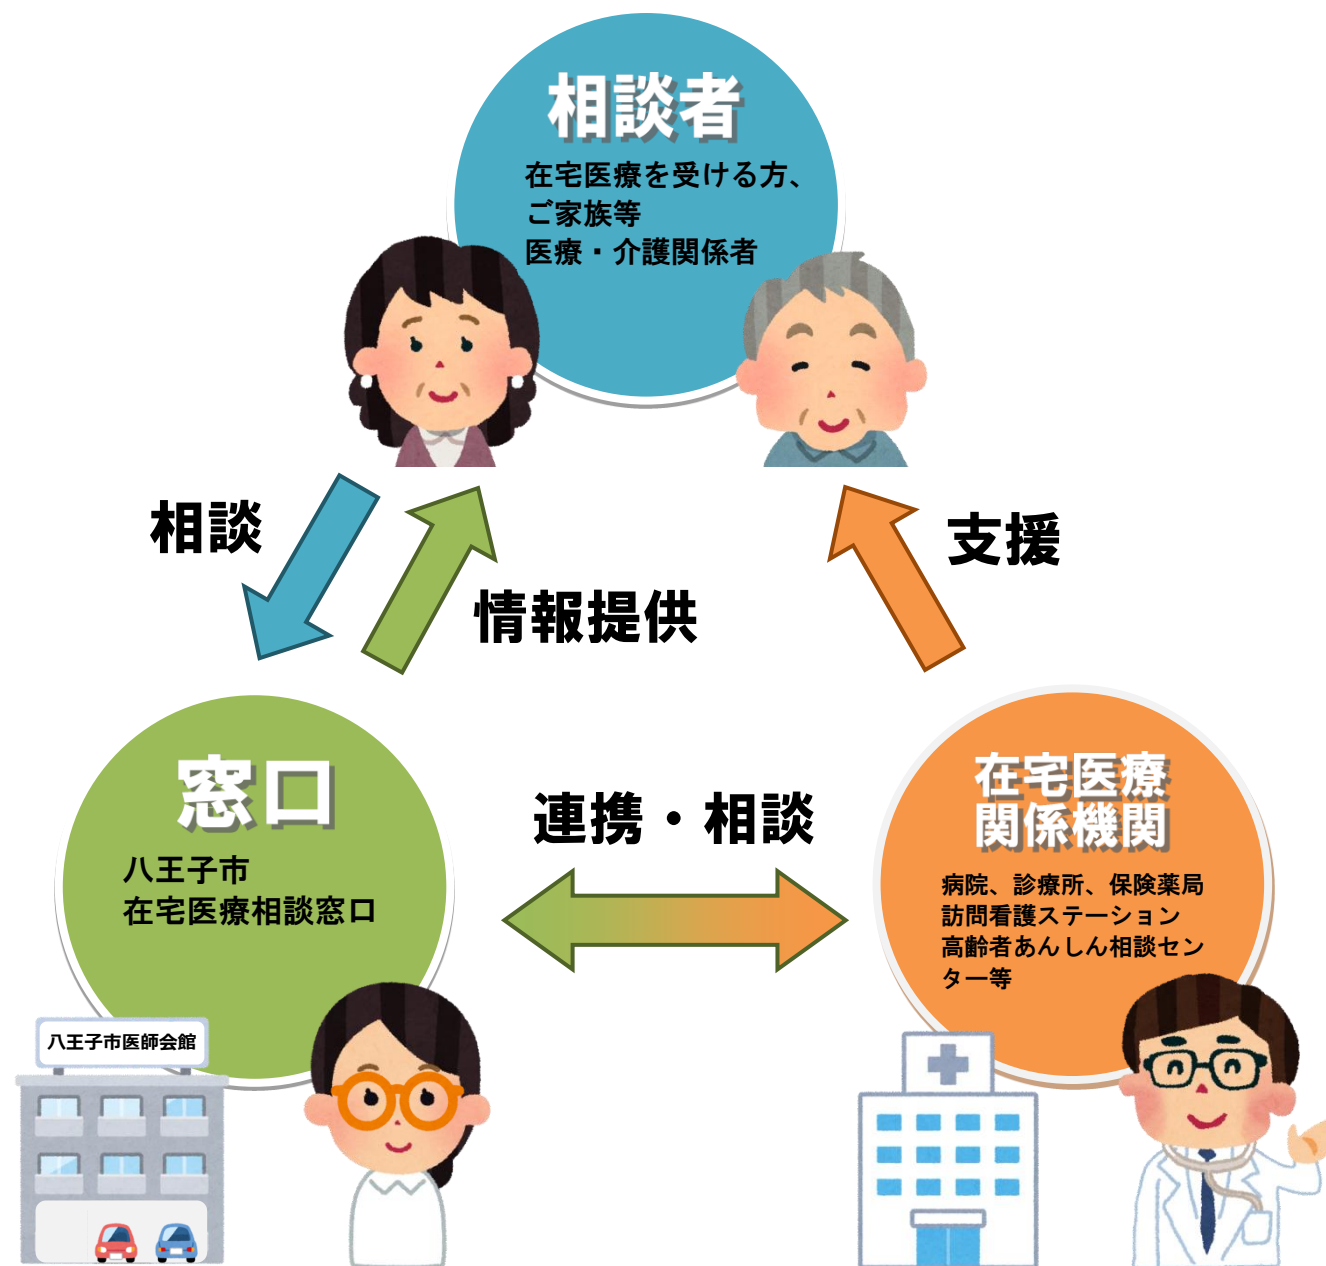 相談者
在宅医療を受ける方、
ご家族等
医療・介護関係者
相談
情報提供
支援
窓口
八王子市
在宅医療相談窓口
連携・相談
在宅医療
関係機関
病院、診療所、保険薬局
訪問看護ステーション
高齢者あんしん相談セン
ター等
八王子市医師会館